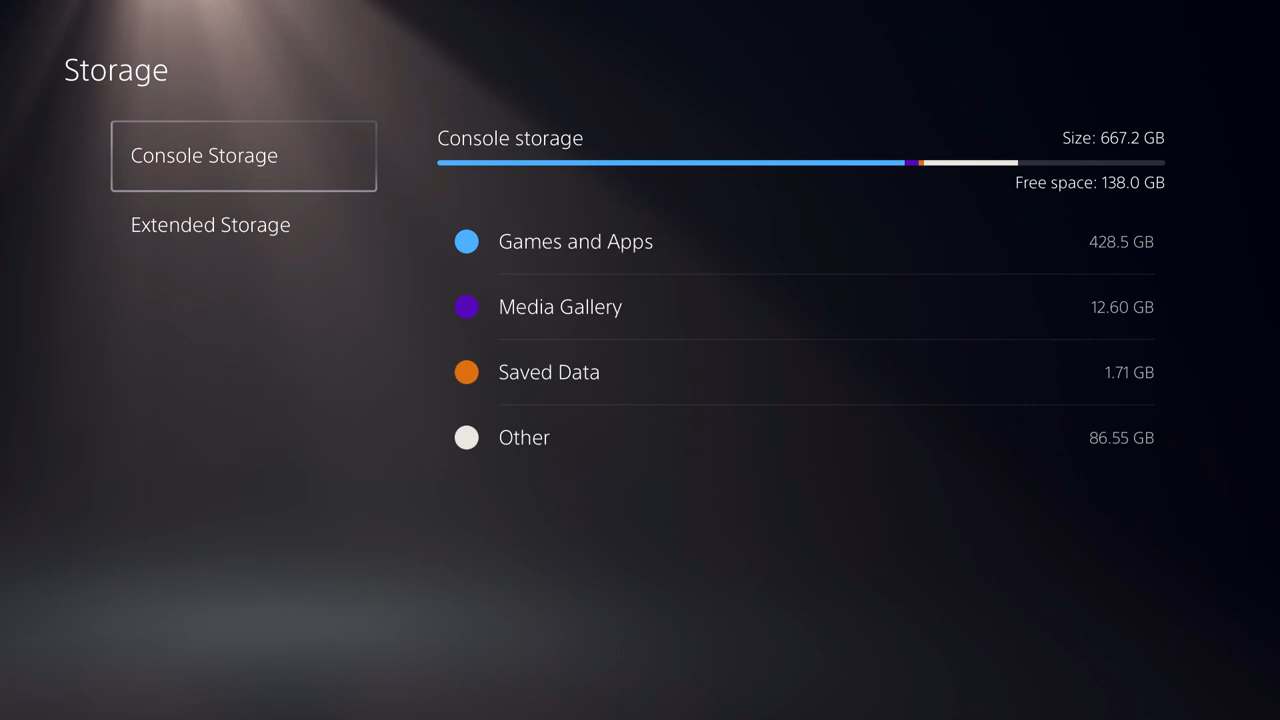 Storage
Console Storage
Extended Storage
Console storage
Size: 667.2 GB
Free space: 138.0 GB
Games and Apps 428.5 GB
Media Gallery 12.60 GB
Saved Data 1.71 GB
Other 86.55 GB